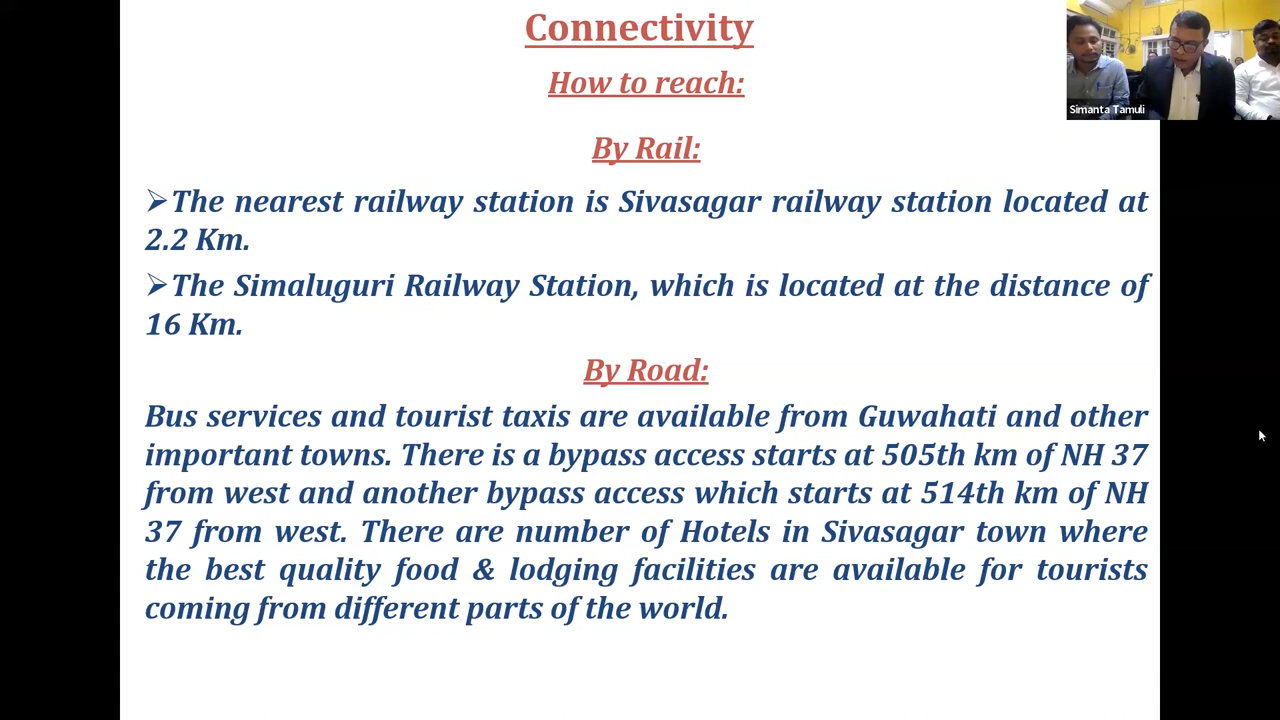 Connectivity
How to reach:
Simanta Tamuli
By Rail:
➢The nearest railway station is Sivasagar railway station located at
2.2 Km.
➢The Simaluguri Railway Station, which is located at the distance of
16 Km.
By Road:
Bus services and tourist taxis are available from Guwahati and other
important towns. There is a bypass access starts at 505th km of NH 37
from west and another bypass access which starts at 514th km of NH
37 from west. There are number of Hotels in Sivasagar town where
the best quality food & lodging facilities are available for tourists
coming from different parts of the world.